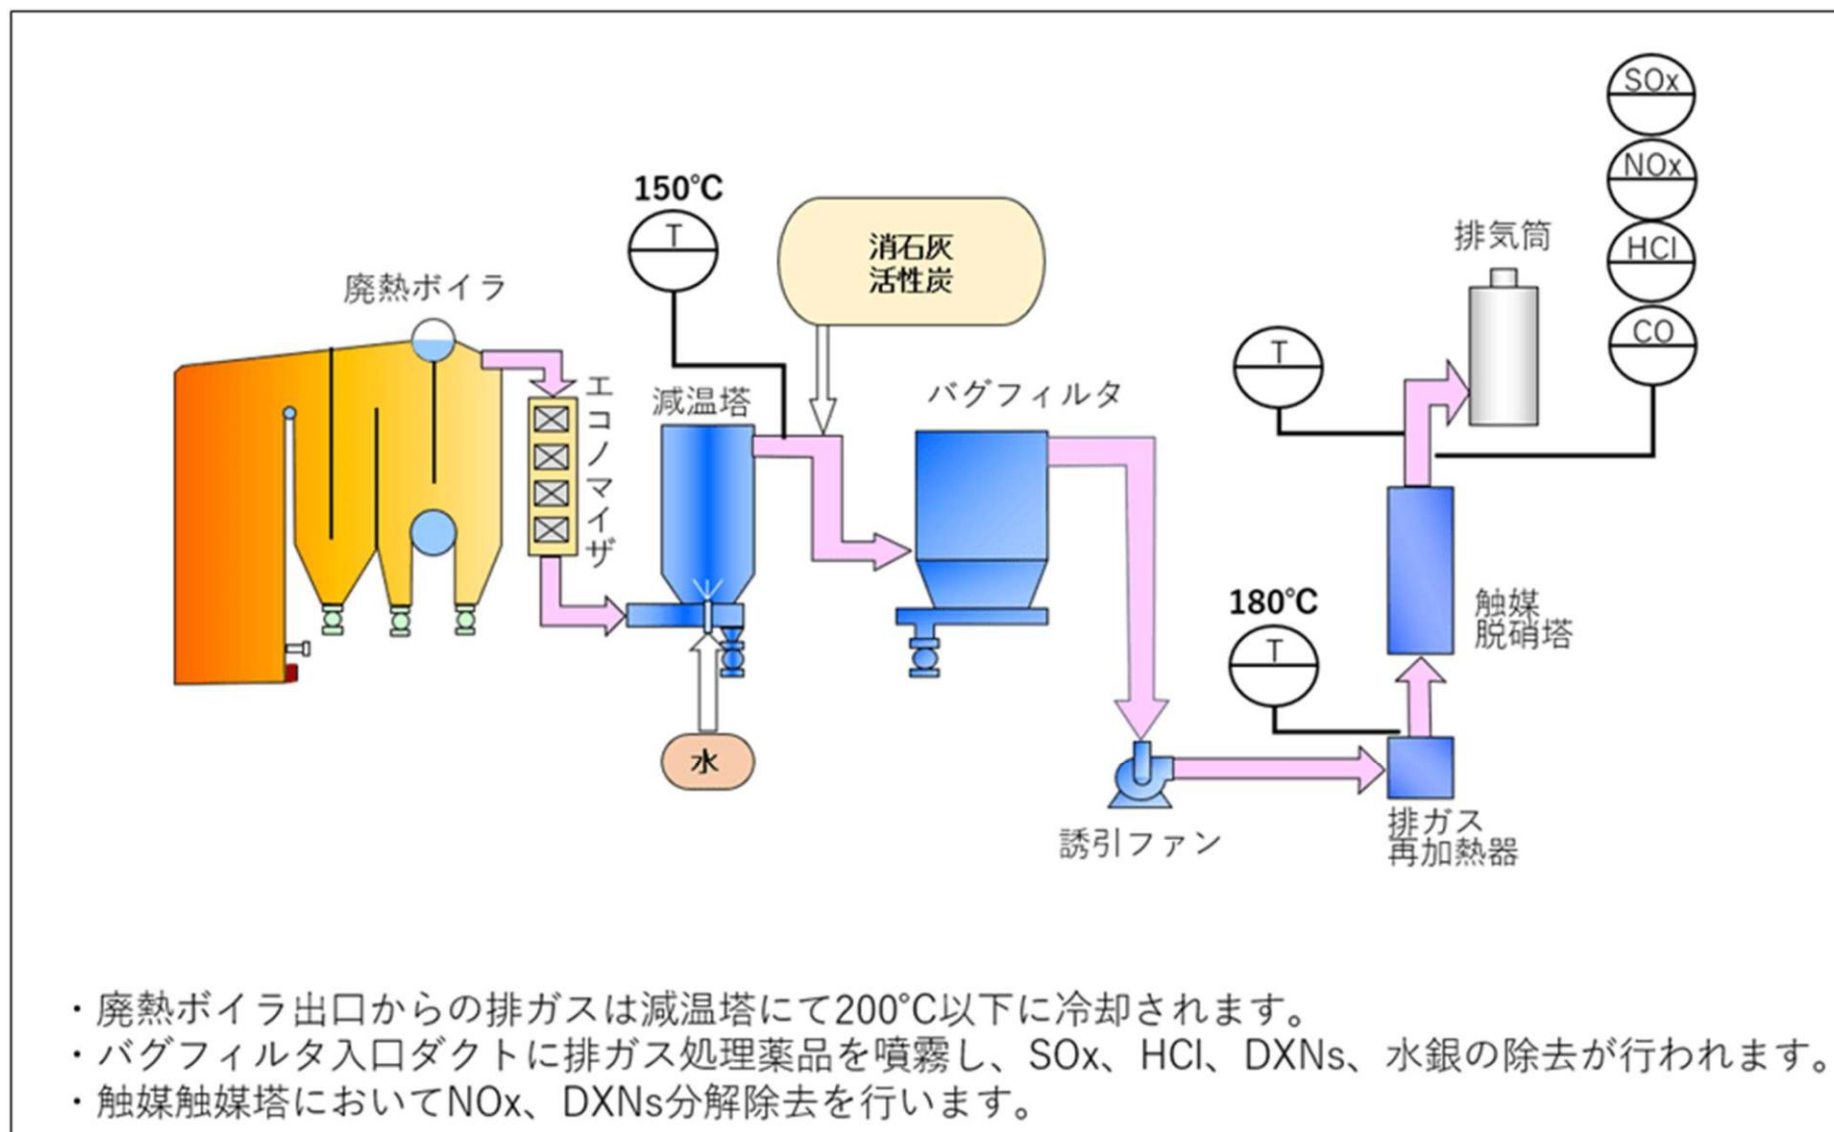 SOx
NOx
HCl
CO
150℃
T
消石灰
活性炭
排気筒
廃熱ボイラ
エコノマイザ
減温塔
バグフィルタ
T
180℃
T
触媒
脱硝塔
水
誘引ファン
排ガス
再加熱器
・廃熱ボイラ出口からの排ガスは減温塔にて200℃以下に冷却されます。
・バグフィルタ入口ダクトに排ガス処理薬品を噴霧し、SOx、HCl、DXNs、水銀の除去が行われます。
・触媒触媒塔においてNOx、DXNs分解除去を行います。